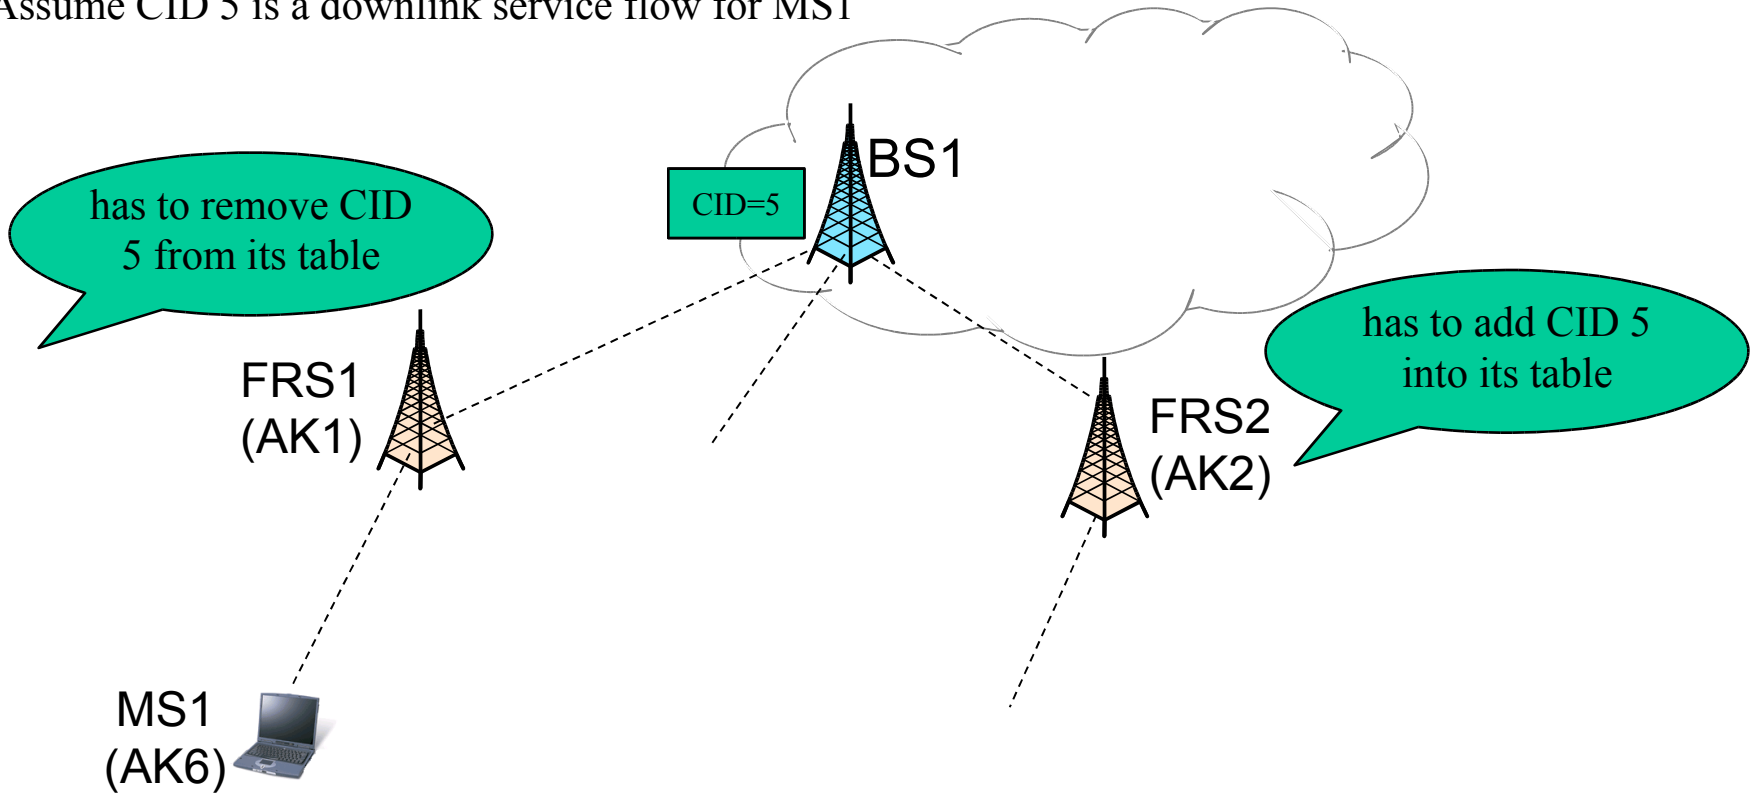 Assume CID 5 is a downlink service flow for MS1
BS1
CID=5
has to remove CID
5 from its table
has to add CID 5
into its table
FRS1
(AK1)
FRS2
(AK2)
MS1
(AK6)